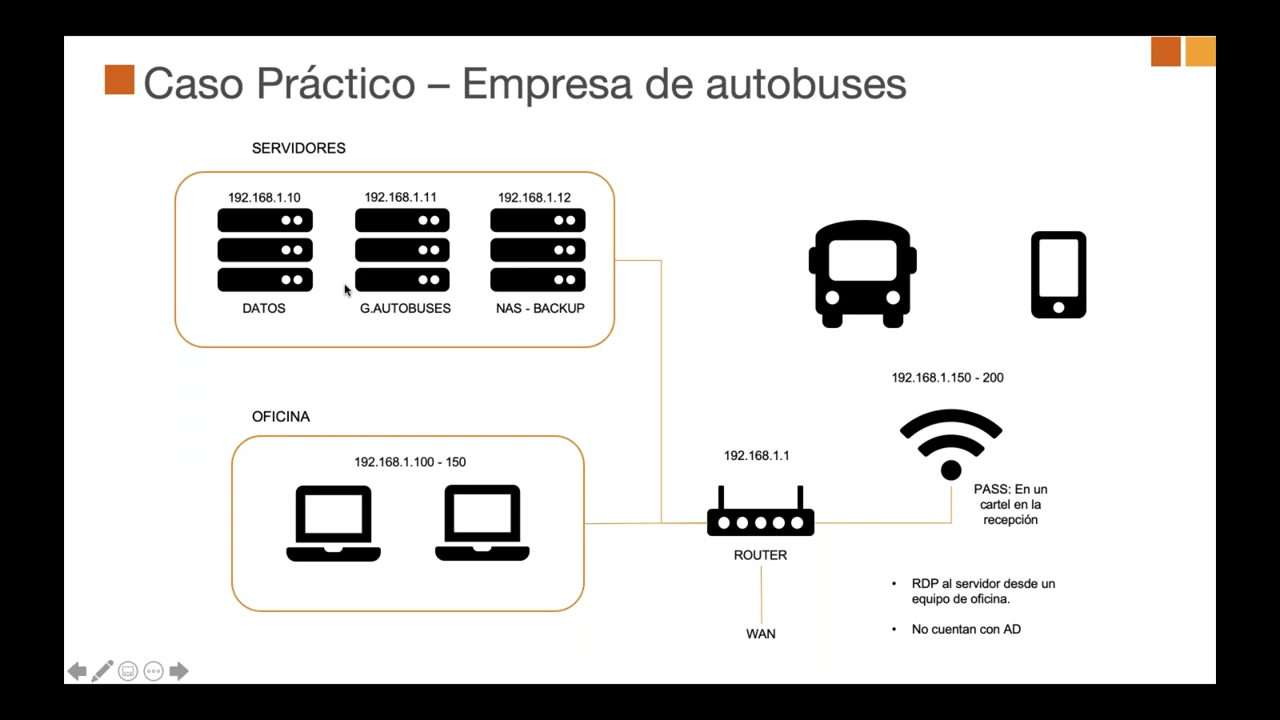 Caso Práctico – Empresa de autobuses
SERVIDORES
192.168.1.10
192.168.1.11
192.168.1.12
DATOS
G.AUTOBUSES
NAS - BACKUP
192.168.1.150 - 200
OFICINA
192.168.1.100 - 150
192.168.1.1
PASS: En un
cartel en la
recepción
ROUTER
WAN
• RDP al servidor desde un
equipo de oficina.
• No cuentan con AD